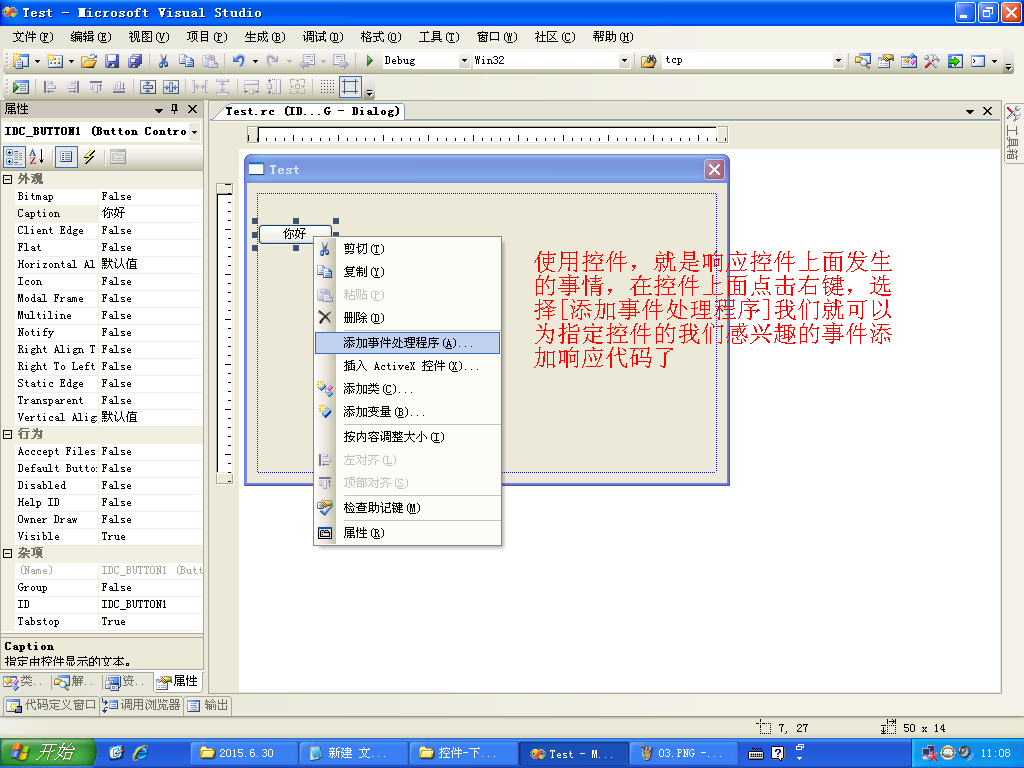 Test - Microsoft Visual Studio
文件(F) 编辑(E) 视图(V) 项目(P) 生成(B) 调试(D) 格式(O) 工具(T) 窗口(W) 社区(C) 帮助(H)
Debug Win32 tcp
属性
IDC_BUTTON1 (Button Contro
外观
Bitmap False
Caption 你好
Client Edge False
Flat False
Horizontal Al 默认值
Icon False
Modal Frame False
Multiline False
Notify False
Right Align T False
Right To Left False
Static Edge False
Transparent False
Vertical Alig 默认值
行为
Acccept Files False
Default Butto False
Disabled False
Help ID False
Owner Draw False
Visible True
杂项
(Name) IDC_BUTTON1 (Butt
Group False
ID IDC_BUTTON1
Tabstop True
Caption
指定由控件显示的文本。
类.. 解.. 资.. 属性
代码定义窗口 调用浏览器 输出
Test.rc (ID...G - Dialog)
Test
你好
剪切(T)
复制(Y)
粘贴(P)
删除(D)
添加事件处理程序(A)...
插入 ActiveX 控件(X)...
添加类(C)...
添加变量(B)...
按内容调整大小(I)
左对齐(L)
顶部对齐(S)
检查助记键(M)
属性(R)
使用控件，就是响应控件上面发生
的事情，在控件上面点击右键，选
择[添加事件处理程序]我们就可以
为指定控件的我们感兴趣的事件添
加响应代码了
工具箱
7, 27 50 x 14
开始 2015.6.30 新建 文... 控件-下... Test - M... 03.PNG -... 11:08